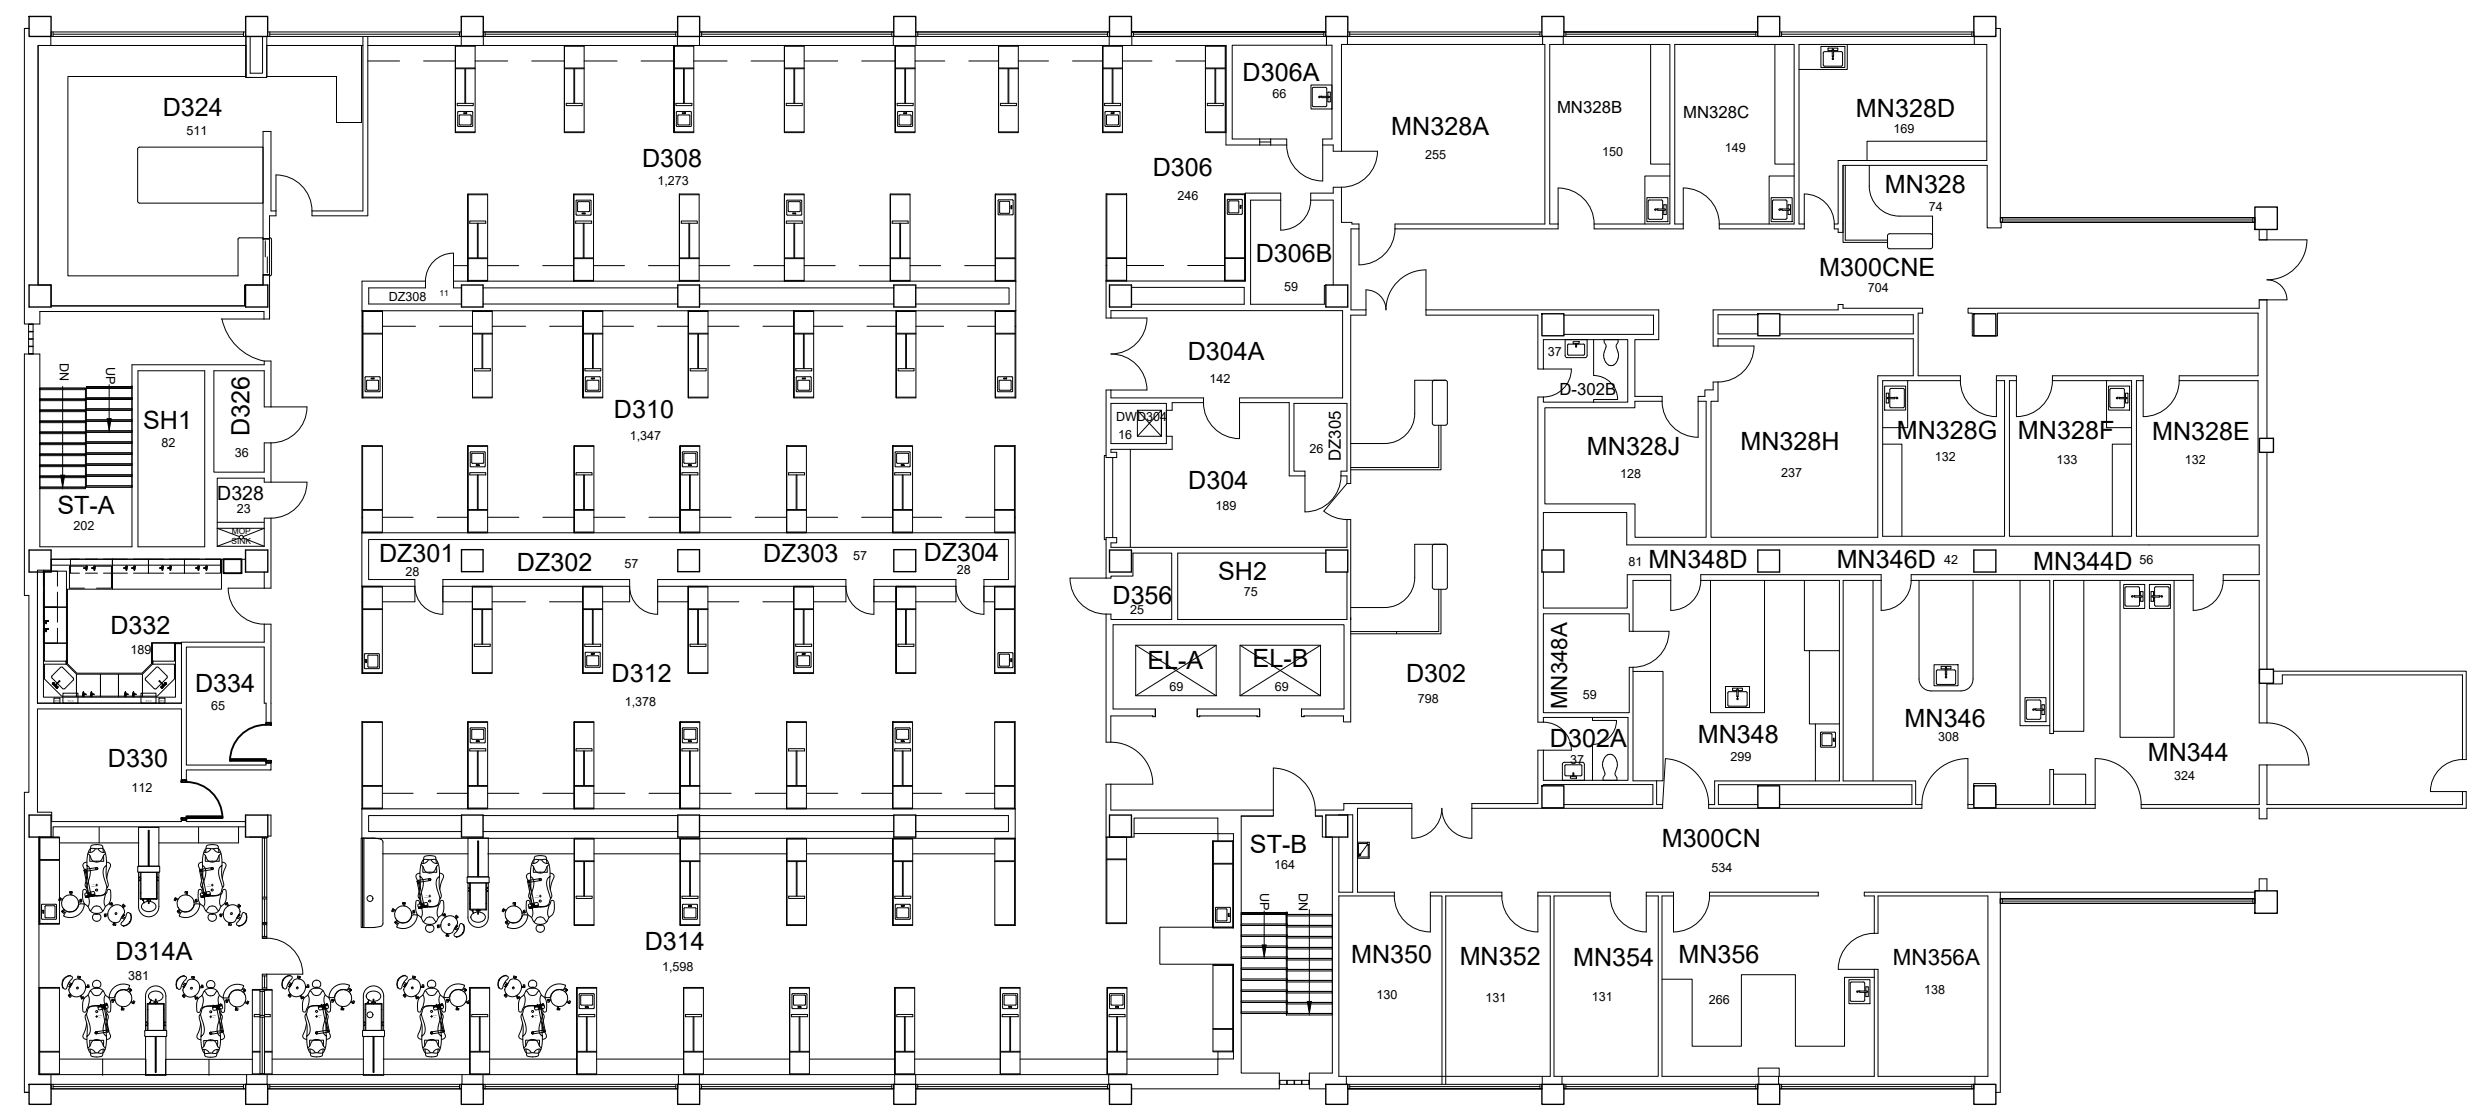 D324
511
D308
1,273
D306A
66
D306
246
D306B
59
MN328A
255
MN328B
150
MN328C
149
MN328D
169
MN328
74
M300CNE
704
DZ308
11
DN
UP
ST-A
202
SH1
82
D326
36
D328
23
MOP
SINK
D310
1,347
D304A
142
DWD304
16
D304
189
DZ305
26
37
D-302B
MN328J
128
MN328H
237
MN328G
132
MN328F
133
MN328E
132
DZ301
28
DZ302
57
DZ303
57
DZ304
28
D356
25
SH2
75
81
MN348D
MN346D
42
MN344D
56
D332
189
D334
65
D330
112
D312
1,378
EL-A
69
EL-B
69
D302
798
MN348A
59
D302A
37
MN348
299
MN346
308
MN344
324
D314A
381
D314
1,598
ST-B
164
UP
DN
M300CN
534
MN350
130
MN352
131
MN354
131
MN356
266
MN356A
138